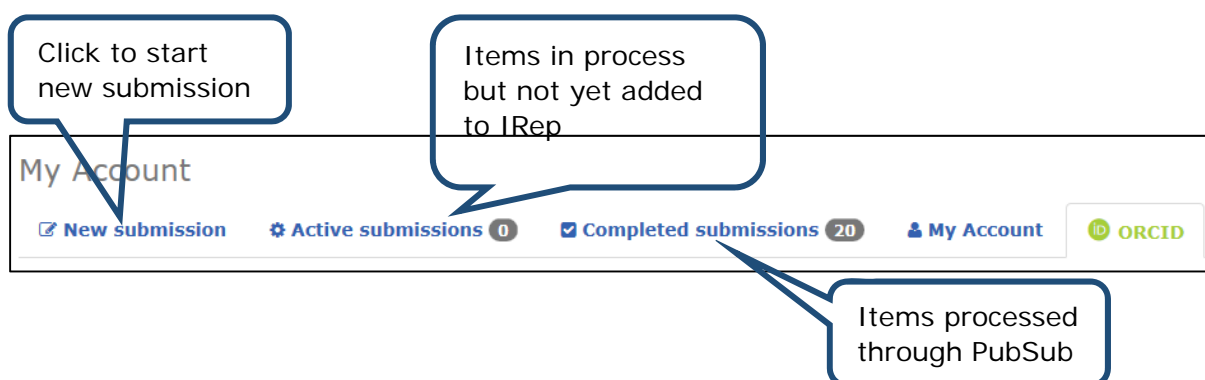 Click to start
new submission
Items in process
but not yet added
to IRep
My Account
New submission Active submissions 0 Completed submissions 20 My Account iD ORCID
Items processed
through PubSub